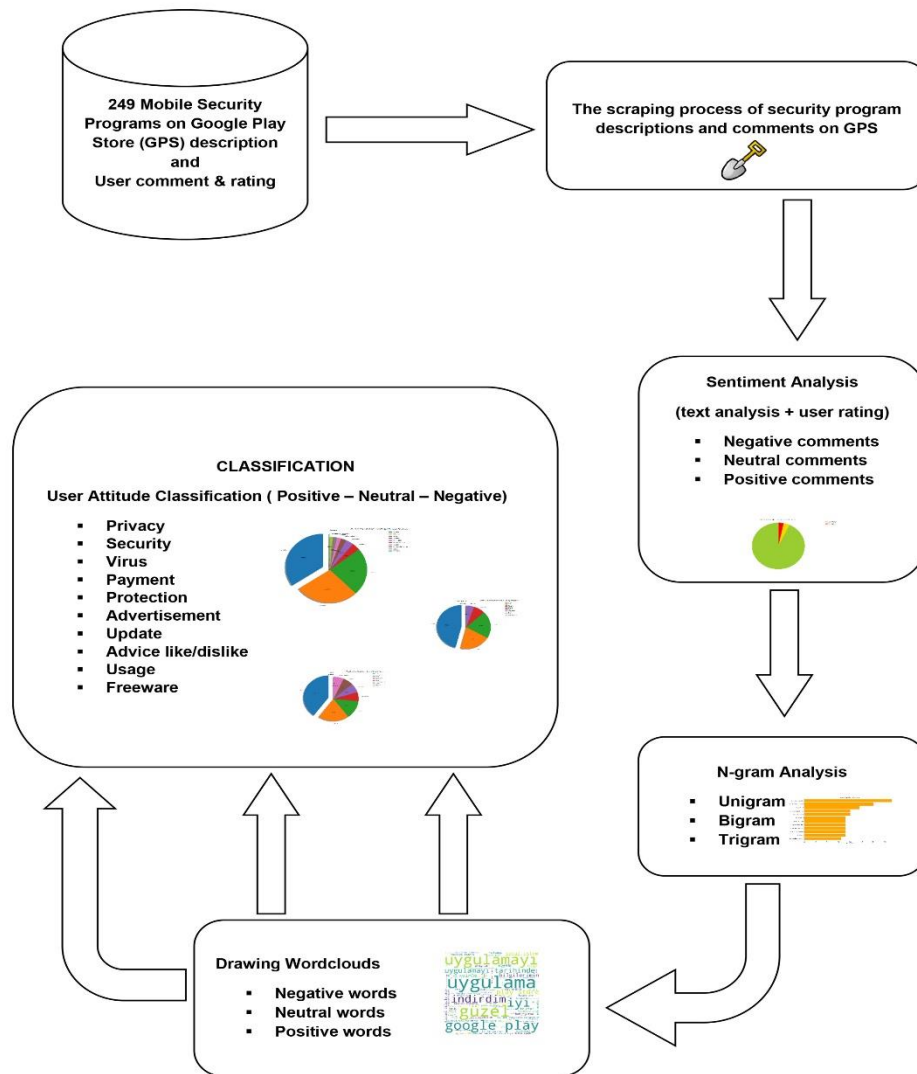 249 Mobile Security
Programs on Google Play
Store (GPS) description
and
User comment & rating
The scraping process of security program
descriptions and comments on GPS
Sentiment Analysis
(text analysis + user rating)
▪ Negative comments
▪ Neutral comments
▪ Positive comments
N-gram Analysis
▪ Unigram
▪ Bigram
▪ Trigram
Drawing Wordclouds
▪ Negative words
▪ Neutral words
▪ Positive words
uygulamayı
uygulama
indirdim iyi
güzel
google play
CLASSIFICATION
User Attitude Classification ( Positive – Neutral – Negative)
▪ Privacy
▪ Security
▪ Virus
▪ Payment
▪ Protection
▪ Advertisement
▪ Update
▪ Advice like/dislike
▪ Usage
▪ Freeware